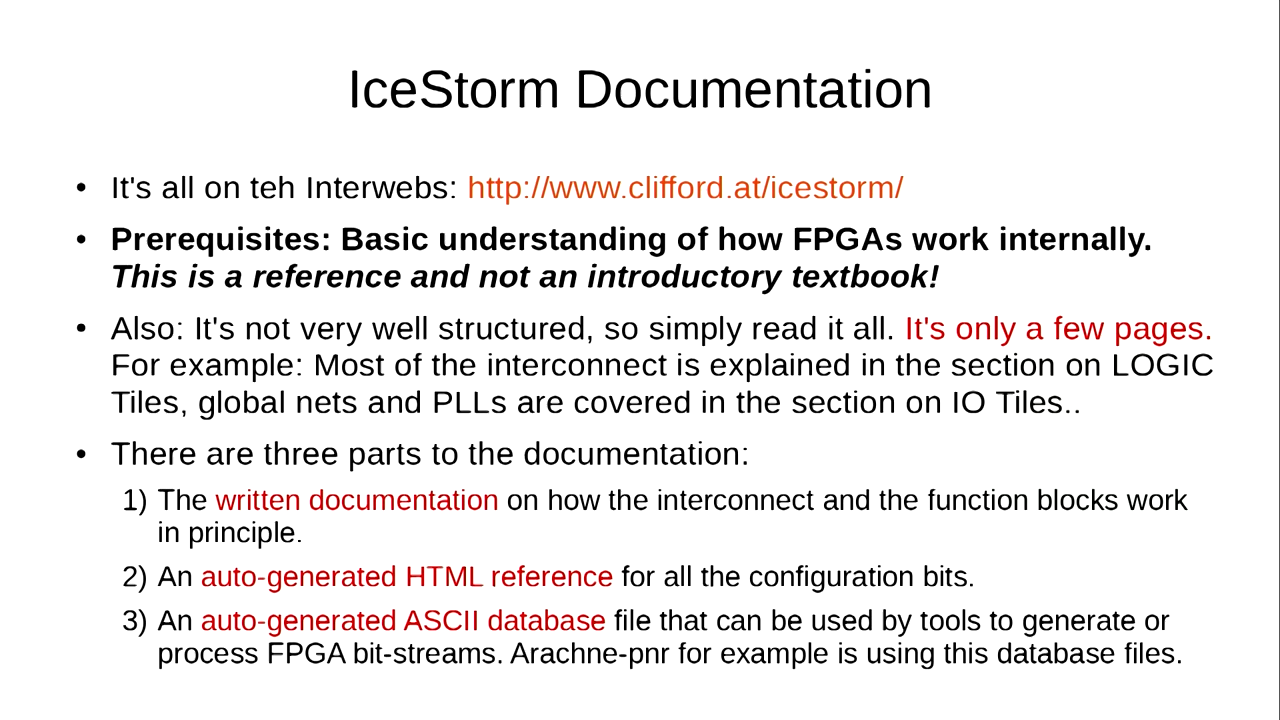 IceStorm Documentation
• It's all on teh Interwebs: http://www.clifford.at/icestorm/
• Prerequisites: Basic understanding of how FPGAs work internally.
This is a reference and not an introductory textbook!
• Also: It's not very well structured, so simply read it all. It's only a few pages.
For example: Most of the interconnect is explained in the section on LOGIC
Tiles, global nets and PLLs are covered in the section on IO Tiles..
• There are three parts to the documentation:
1) The written documentation on how the interconnect and the function blocks work
in principle.
2) An auto-generated HTML reference for all the configuration bits.
3) An auto-generated ASCII database file that can be used by tools to generate or
process FPGA bit-streams. Arachne-pnr for example is using this database files.